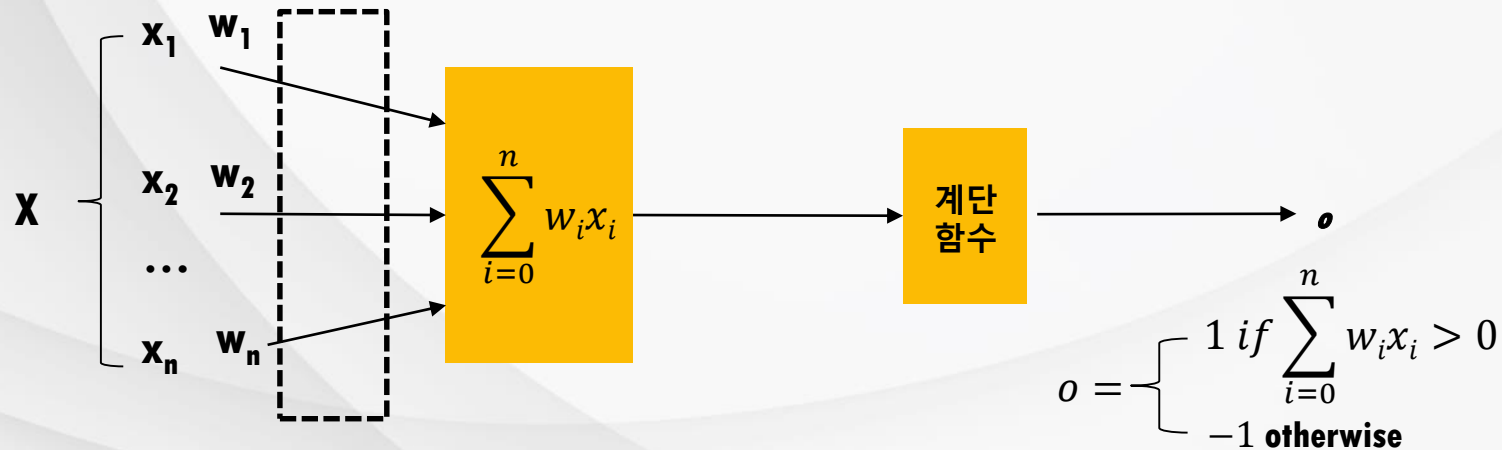 X
x₁ w₁
x₂ w₂
...
xₙ wₙ
n
∑ wᵢxᵢ
i=0
계단
함수
o
n
1 if ∑ wᵢxᵢ > 0
i=0
o =
−1 otherwise